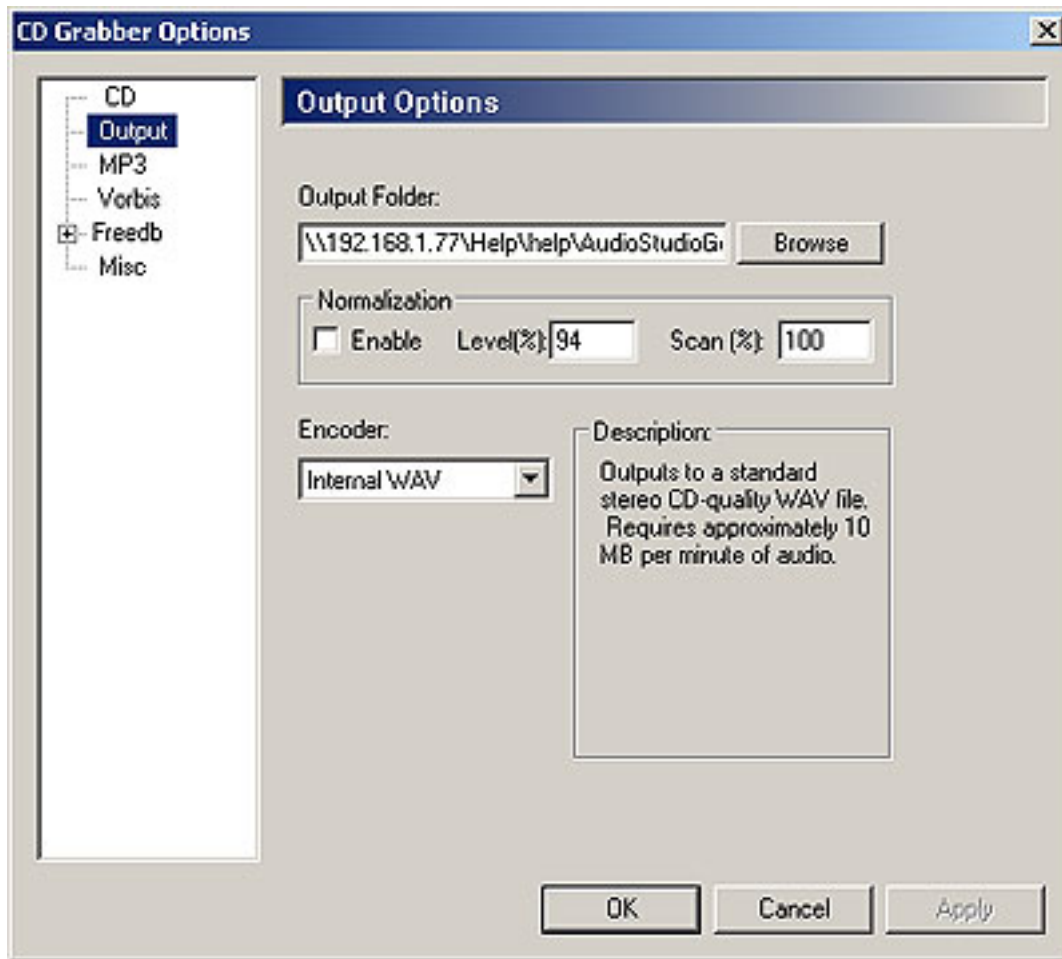 CD Grabber Options
CD
Output
MP3
Vorbis
Freedb
Misc
Output Options
Output Folder:
\\192.168.1.77\Help\help\AudioStudioG
Browse
Normalization
Enable Level(%): 94 Scan (%): 100
Encoder:
Internal WAV
Description:
Outputs to a standard
stereo CD-quality WAV file.
Requires approximately 10
MB per minute of audio.
OK
Cancel
Apply